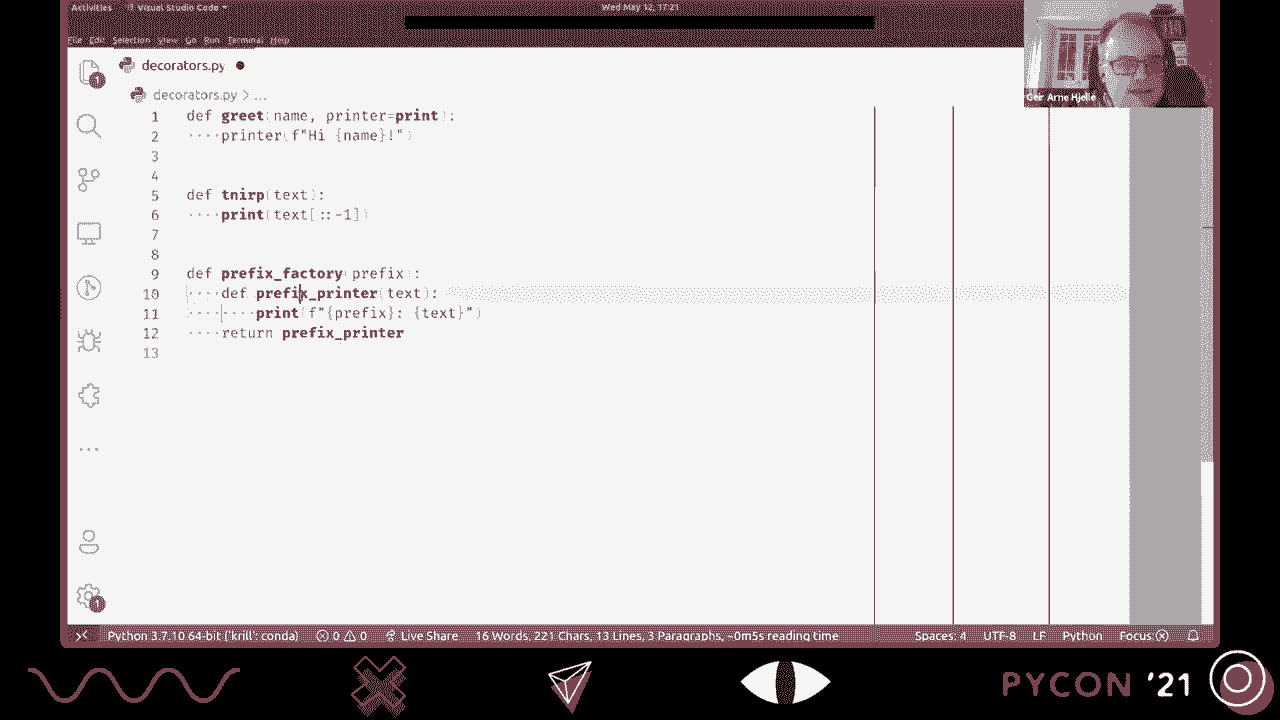 Activities Visual Studio Code Wed May 12, 17:21
File Edit Selection View Go Run Terminal Help
Geir Arne Hjelle
decorators.py
decorators.py > ...
1 def greet(name, printer=print):
2 ····printer(f"Hi {name}!")
3
4
5 def tnirp(text):
6 ····print(text[::-1])
7
8
9 def prefix_factory(prefix):
10 ····def prefix_printer(text):
11 ········print(f"{prefix}: {text}")
12 ····return prefix_printer
13
1
1
Python 3.7.10 64-bit ('krill': conda) 0 0 Live Share 16 Words, 221 Chars, 13 Lines, 3 Paragraphs, ~0m5s reading time Spaces: 4 UTF-8 LF Python Focus
PYCON '21